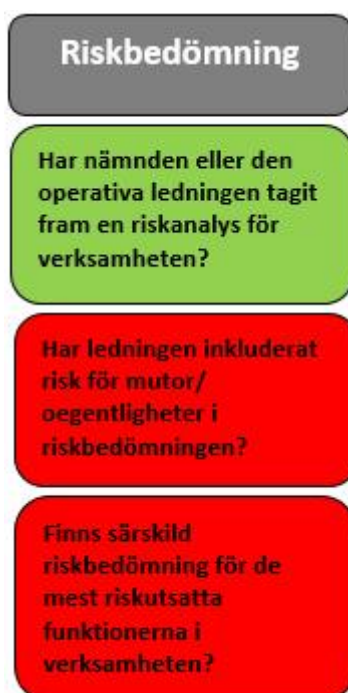 Riskbedömning
Har nämnden eller den
operativa ledningen tagit
fram en riskanalys för
verksamheten?
Har ledningen inkluderat
risk för mutor/
oegentligheter i
riskbedömningen?
Finns särskild
riskbedömning för de
mest riskutsatta
funktionerna i
verksamheten?